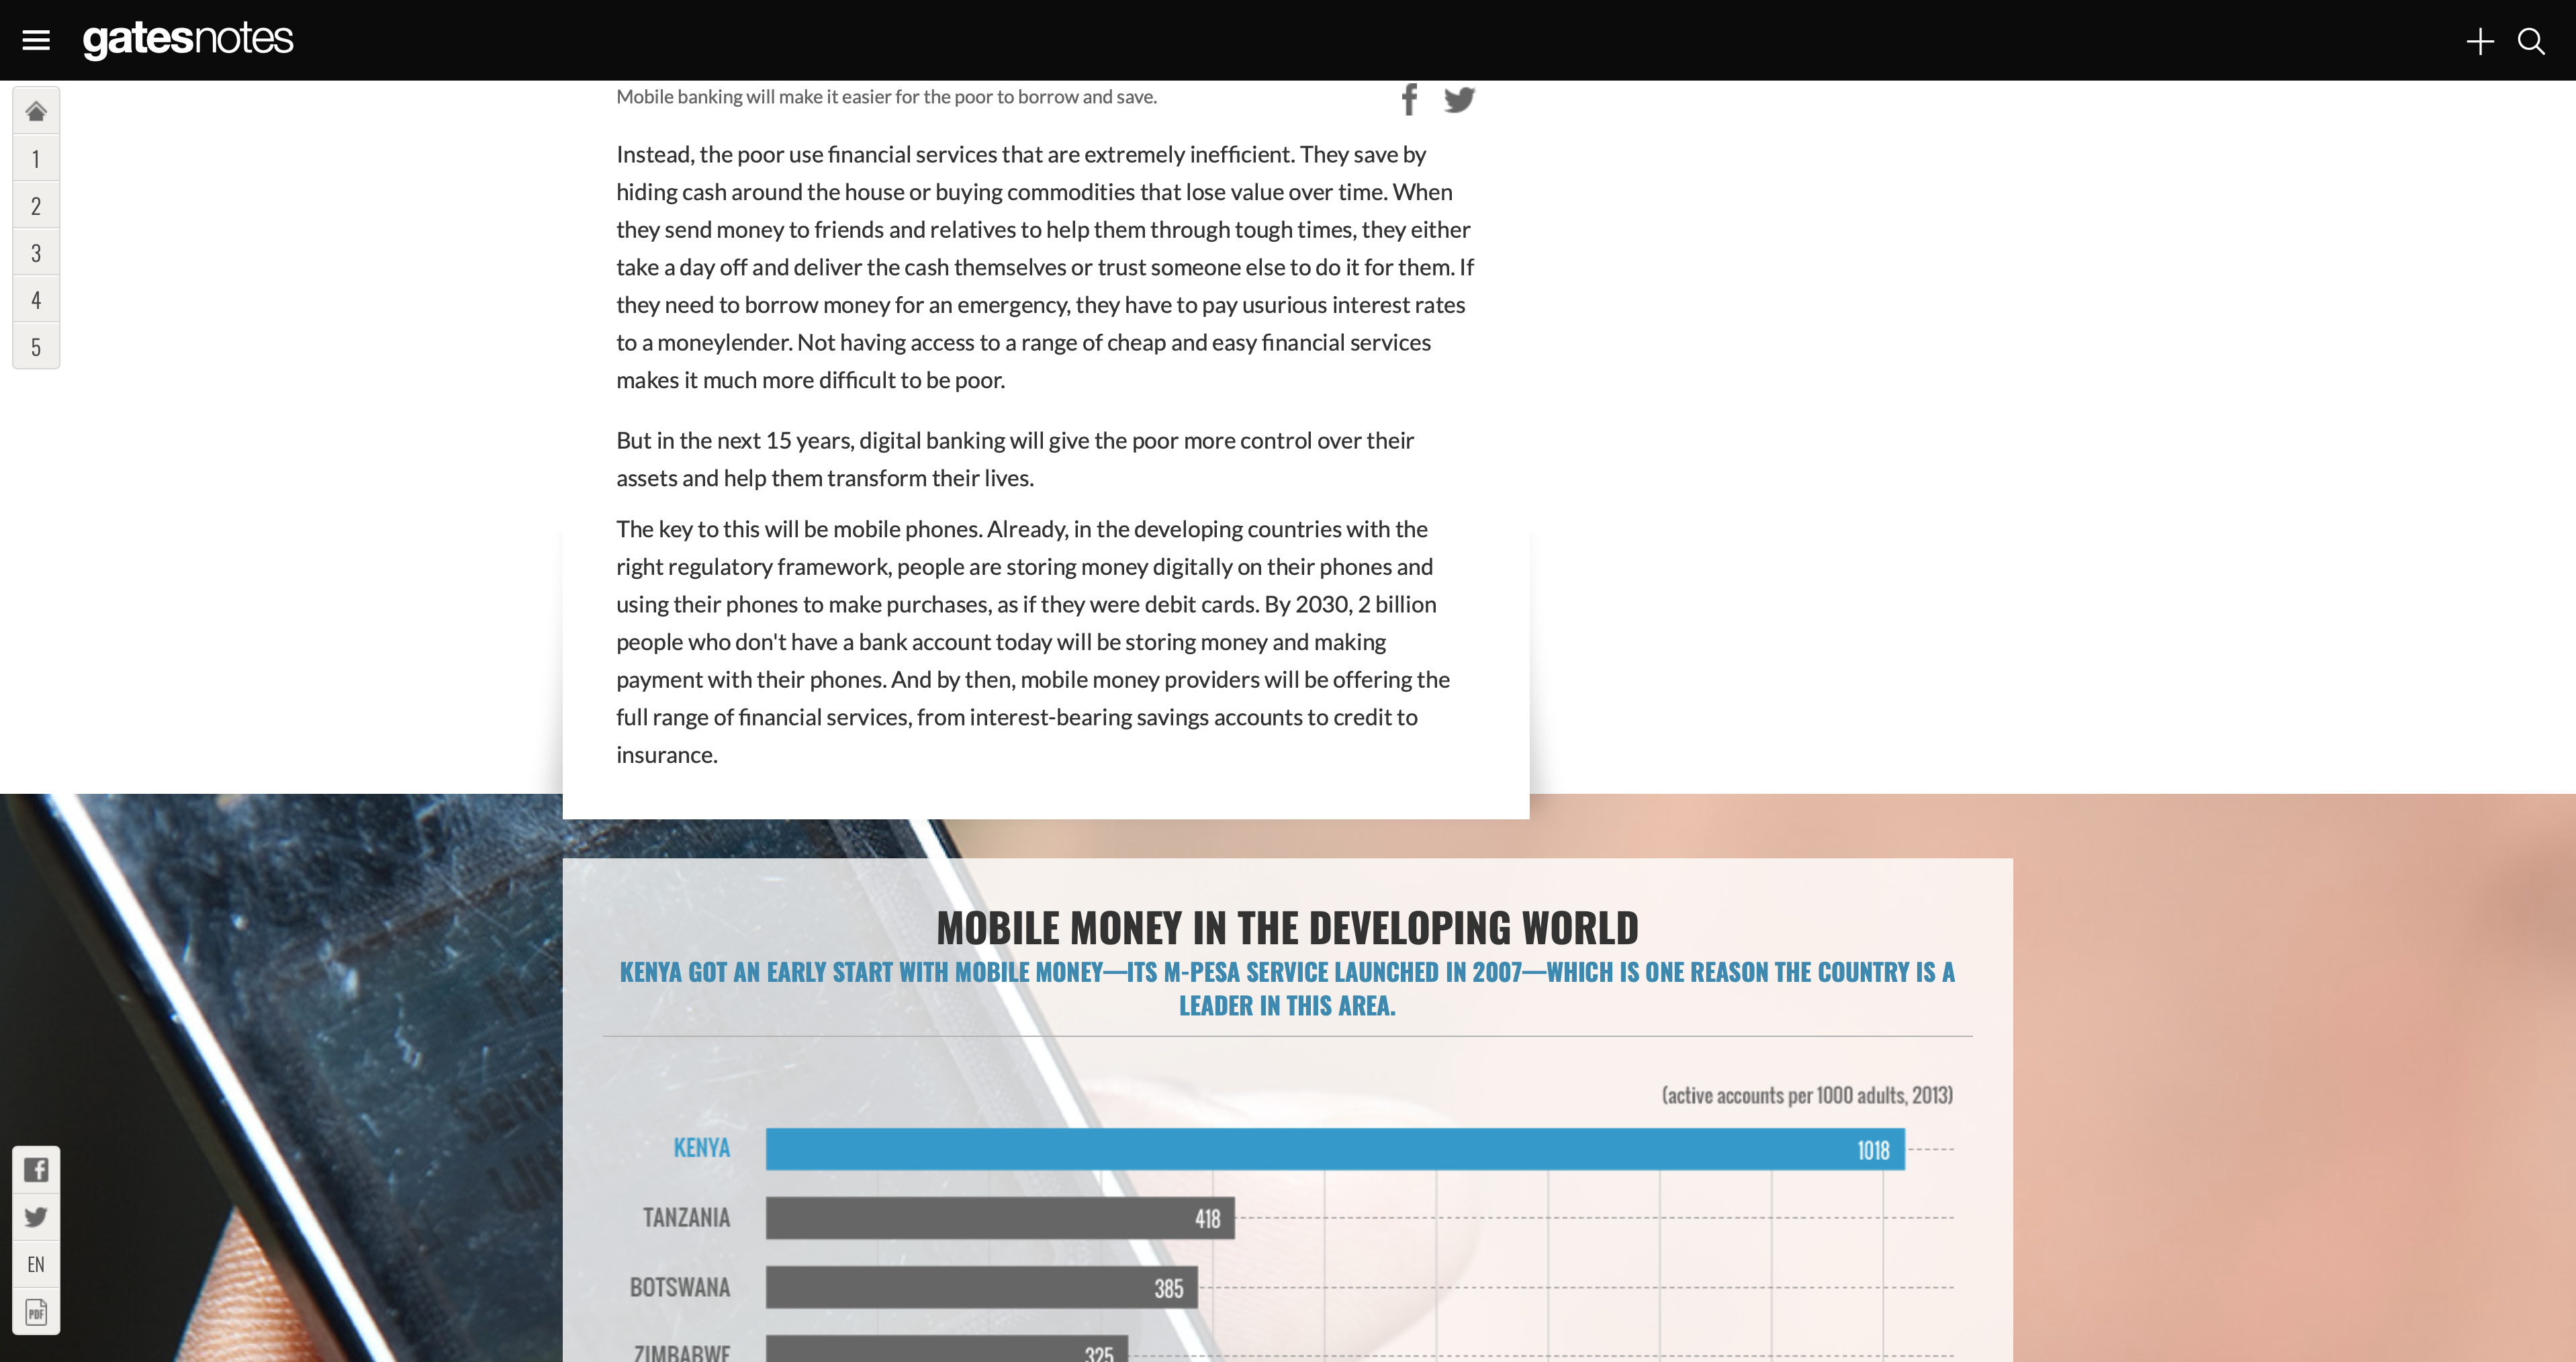 gatesnotes
1
2
3
4
5
Mobile banking will make it easier for the poor to borrow and save.
Instead, the poor use financial services that are extremely inefficient. They save by
hiding cash around the house or buying commodities that lose value over time. When
they send money to friends and relatives to help them through tough times, they either
take a day off and deliver the cash themselves or trust someone else to do it for them. If
they need to borrow money for an emergency, they have to pay usurious interest rates
to a moneylender. Not having access to a range of cheap and easy financial services
makes it much more difficult to be poor.
But in the next 15 years, digital banking will give the poor more control over their
assets and help them transform their lives.
The key to this will be mobile phones. Already, in the developing countries with the
right regulatory framework, people are storing money digitally on their phones and
using their phones to make purchases, as if they were debit cards. By 2030, 2 billion
people who don't have a bank account today will be storing money and making
payment with their phones. And by then, mobile money providers will be offering the
full range of financial services, from interest-bearing savings accounts to credit to
insurance.
MOBILE MONEY IN THE DEVELOPING WORLD
KENYA GOT AN EARLY START WITH MOBILE MONEY—ITS M-PESA SERVICE LAUNCHED IN 2007—WHICH IS ONE REASON THE COUNTRY IS A
LEADER IN THIS AREA.
(active accounts per 1000 adults, 2013)
KENYA 1018
TANZANIA 418
BOTSWANA 385
ZIMBABWE 325
EN
PDF